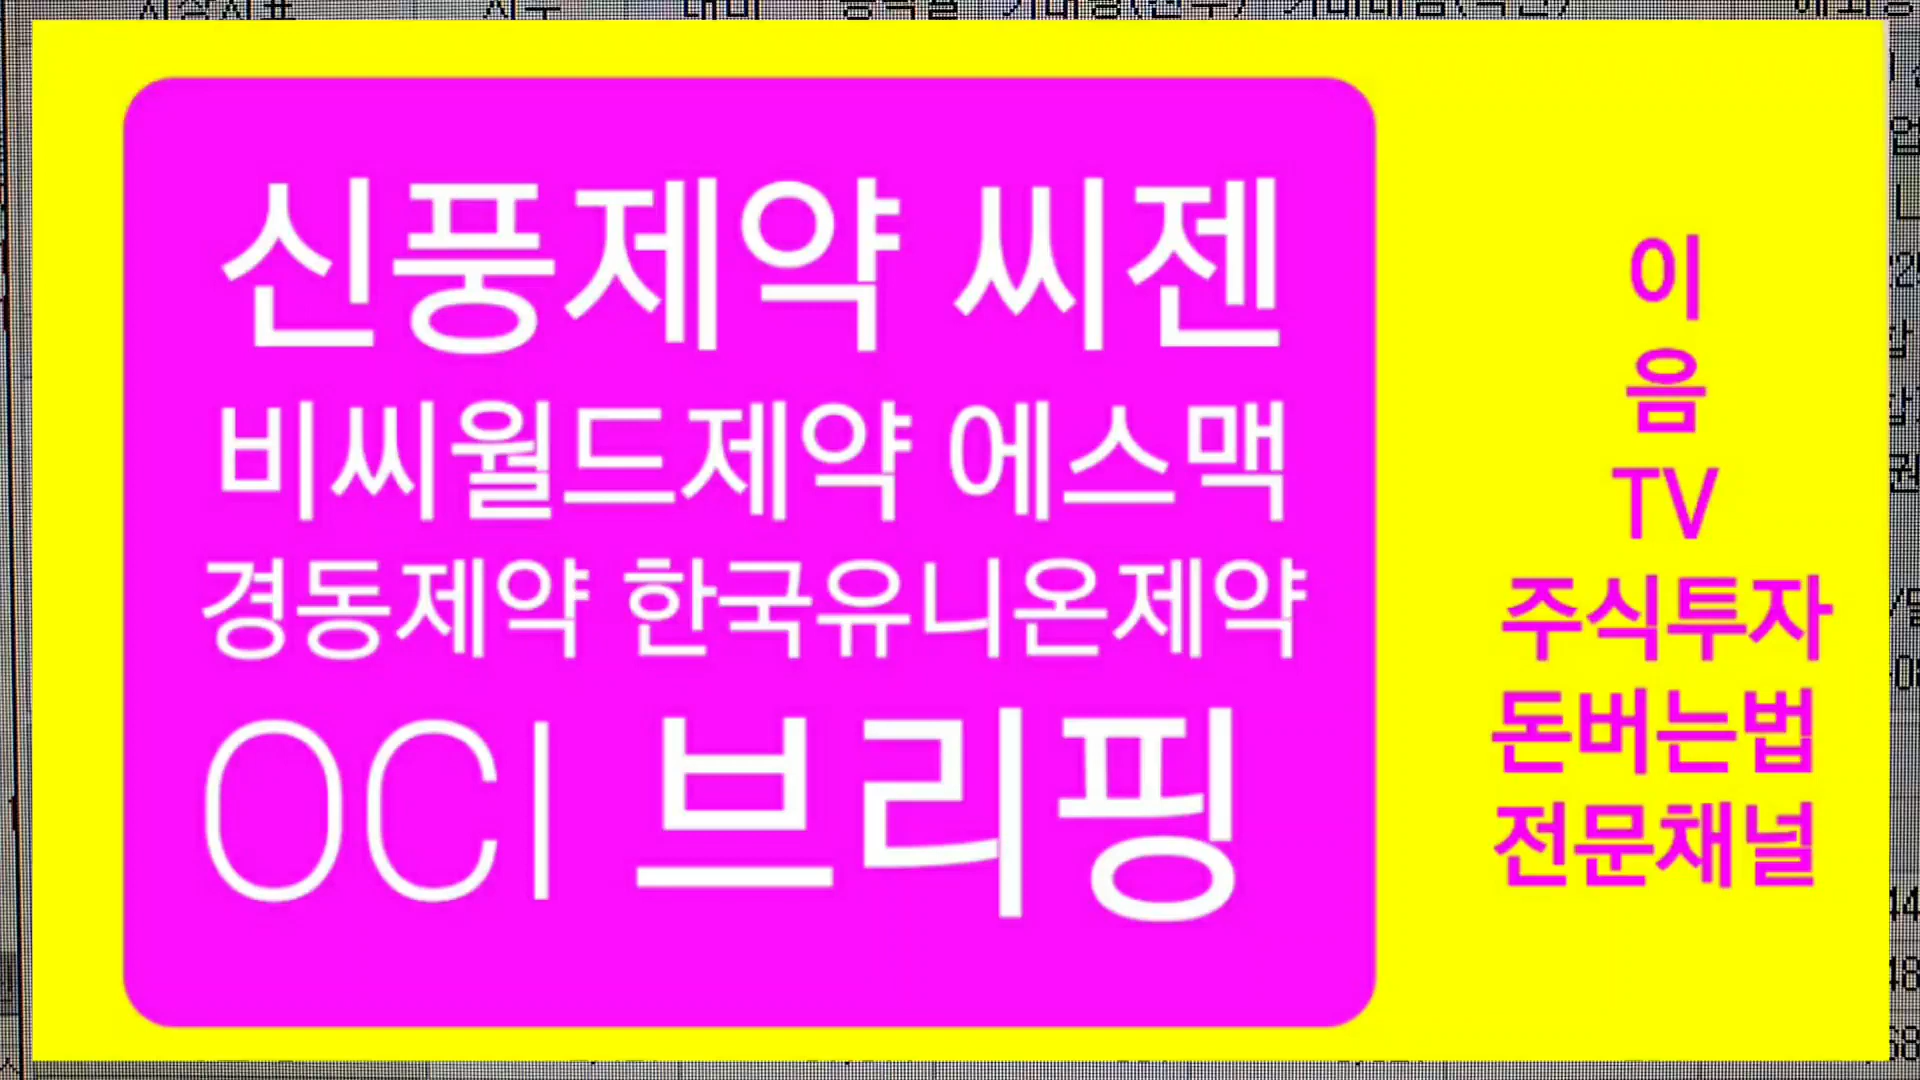 신풍제약 씨젠
비씨월드제약 에스맥
경동제약 한국유니온제약
OCI 브리핑
이
음
TV
주식투자
돈버는법
전문채널